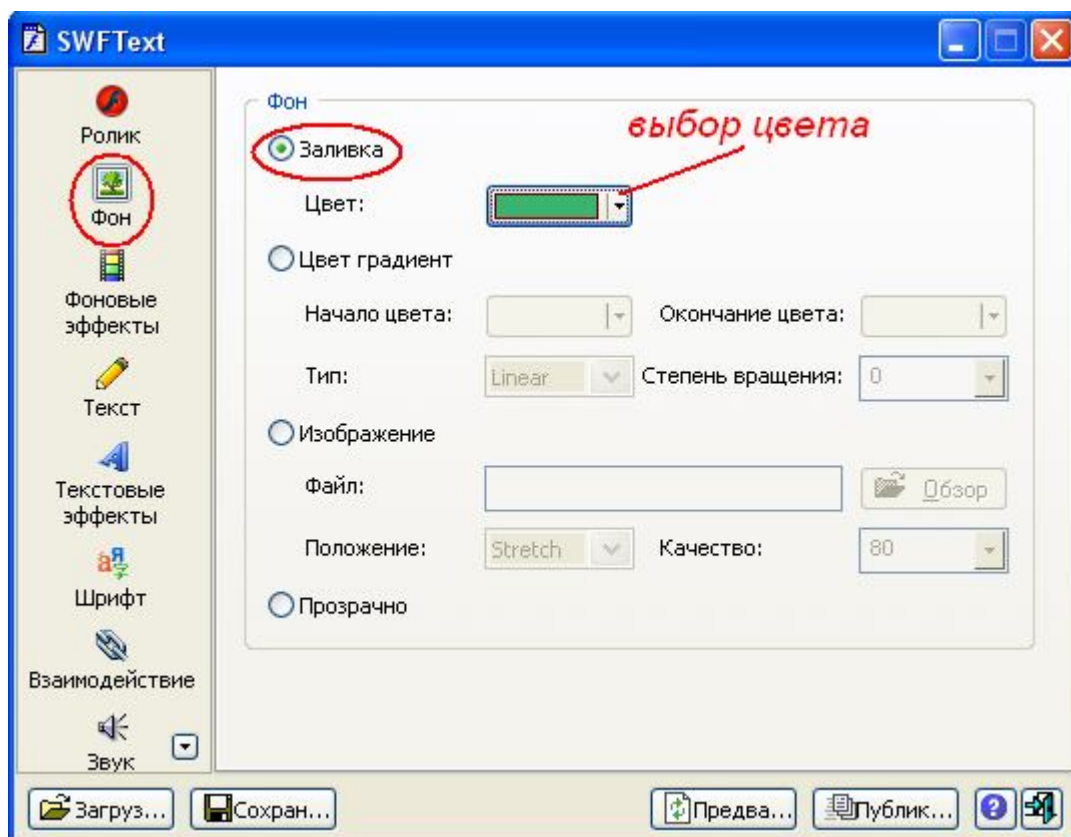 SWFText
Ролик
Фон
Фоновые
эффекты
Текст
Текстовые
эффекты
Шрифт
Взаимодействие
Звук
Фон
выбор цвета
Заливка
Цвет:
Цвет градиент
Начало цвета:
Окончание цвета:
Тип:
Linear
Степень вращения:
0
Изображение
Файл:
Обзор
Положение:
Stretch
Качество:
80
Прозрачно
Загруз...
Сохран...
Предва...
Публик...